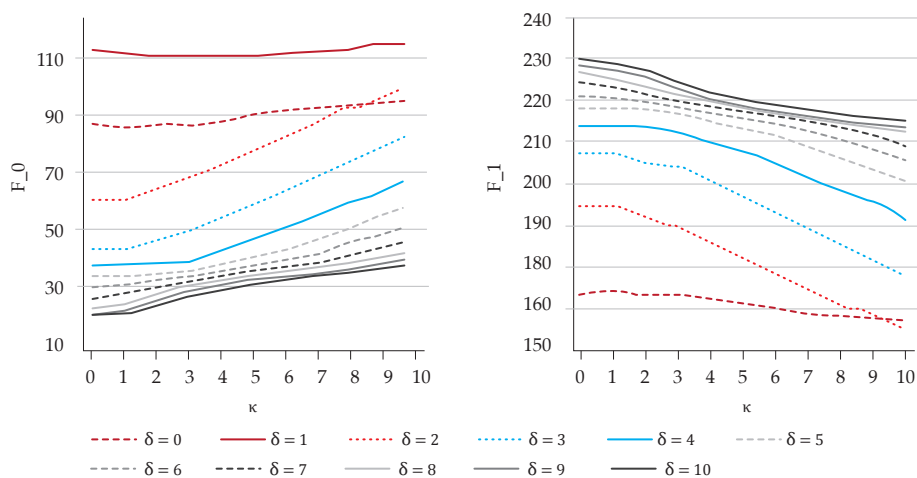 110
90
70
50
30
10
F_0
0 1 2 3 4 5 6 7 8 9 10
κ
240
230
220
210
200
190
180
160
150
F_1
0 1 2 3 4 5 6 7 8 9 10
κ
δ = 0 δ = 1 δ = 2 δ = 3 δ = 4 δ = 5
δ = 6 δ = 7 δ = 8 δ = 9 δ = 10